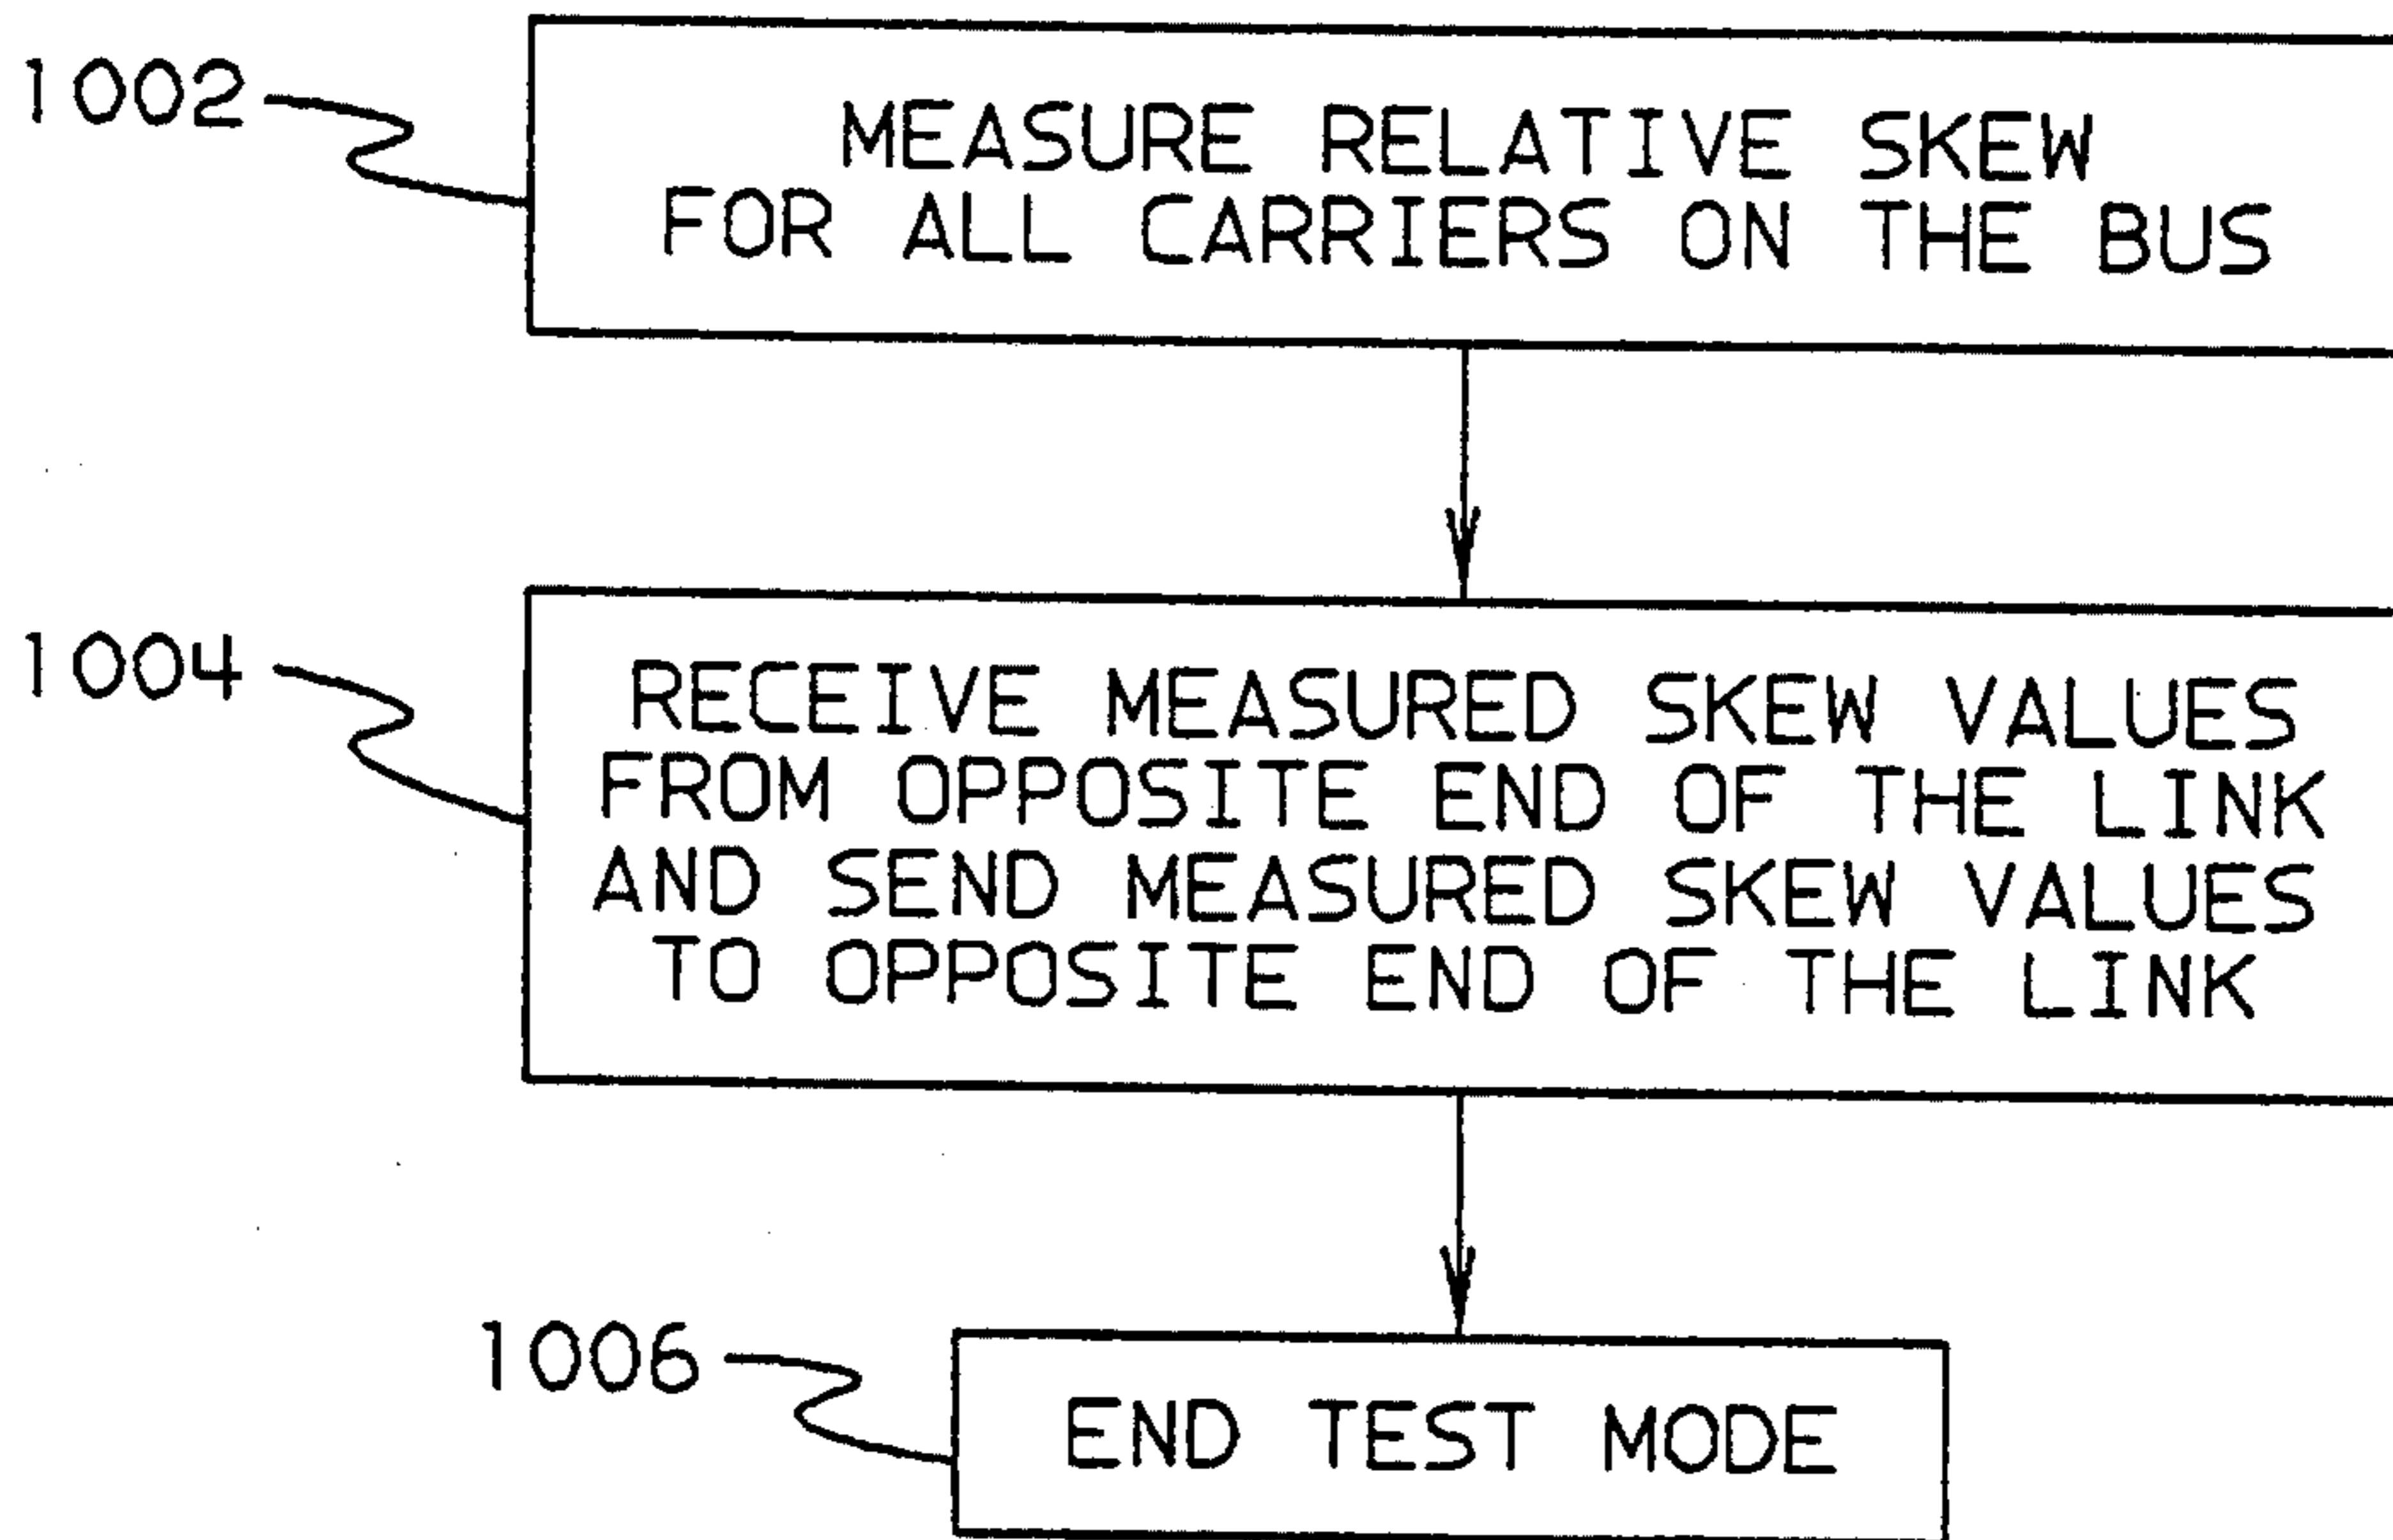 1002
MEASURE RELATIVE SKEW
FOR ALL CARRIERS ON THE BUS
1004
RECEIVE MEASURED SKEW VALUES
FROM OPPOSITE END OF THE LINK
AND SEND MEASURED SKEW VALUES
TO OPPOSITE END OF THE LINK
1006
END TEST MODE